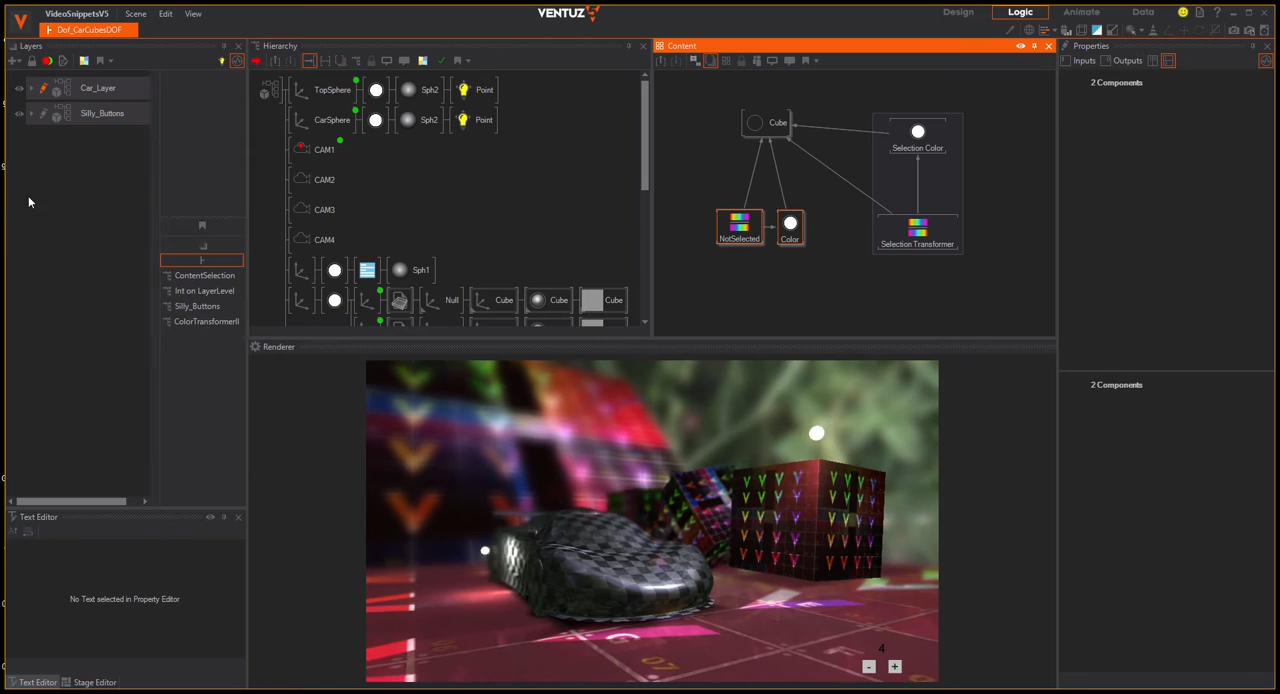 VideoSnippetsV5 Scene Edit View
VENTUZ
Design Logic Animate Data
Dof_CarCubesDOF
Layers
Car_Layer
Silly_Buttons
ContentSelection
Int on LayerLevel
Silly_Buttons
ColorTransformerII
Hierarchy
TopSphere Sph2 Point
CarSphere Sph2 Point
CAM1
CAM2
CAM3
CAM4
Sph1
Null Cube Cube Cube
Content
Cube
Selection Color
NotSelected
Color
Selection Transformer
Properties
Inputs Outputs
2 Components
2 Components
Renderer
4
- +
Text Editor
No Text selected in Property Editor
Text Editor Stage Editor